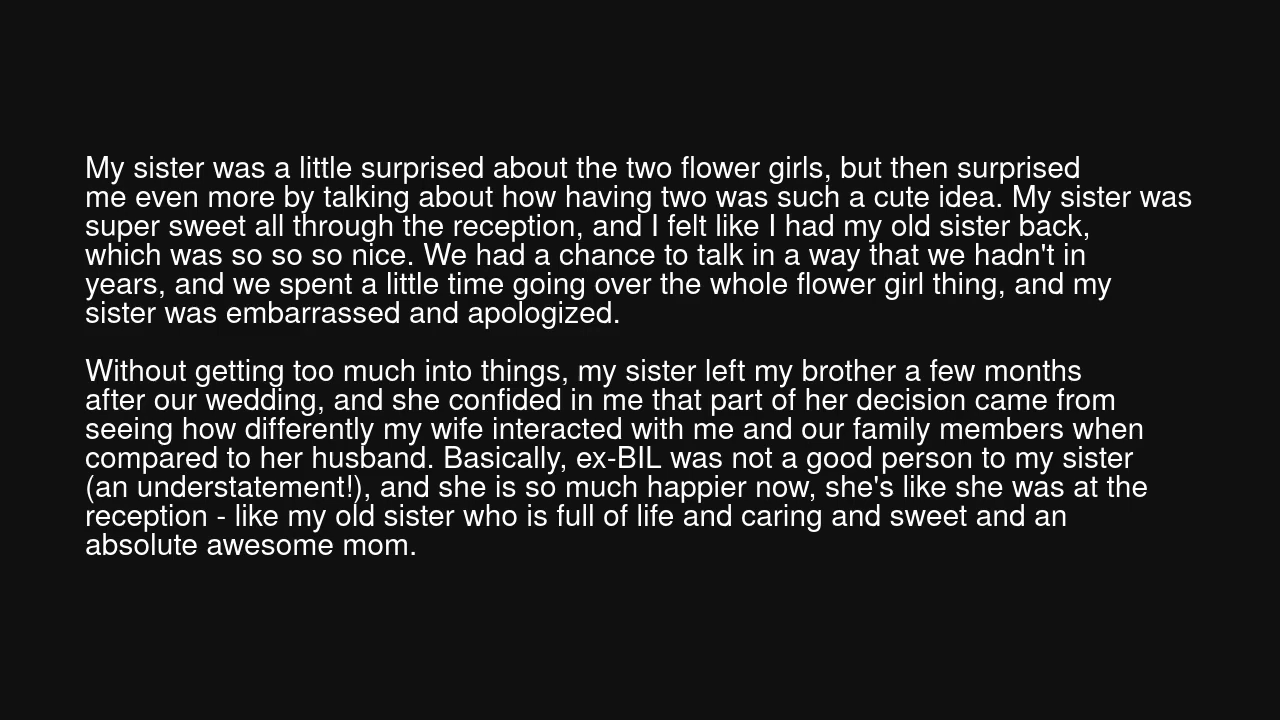 My sister was a little surprised about the two flower girls, but then surprised
me even more by talking about how having two was such a cute idea. My sister was
super sweet all through the reception, and I felt like I had my old sister back,
which was so so so nice. We had a chance to talk in a way that we hadn't in
years, and we spent a little time going over the whole flower girl thing, and my
sister was embarrassed and apologized.
Without getting too much into things, my sister left my brother a few months
after our wedding, and she confided in me that part of her decision came from
seeing how differently my wife interacted with me and our family members when
compared to her husband. Basically, ex-BIL was not a good person to my sister
(an understatement!), and she is so much happier now, she's like she was at the
reception - like my old sister who is full of life and caring and sweet and an
absolute awesome mom.